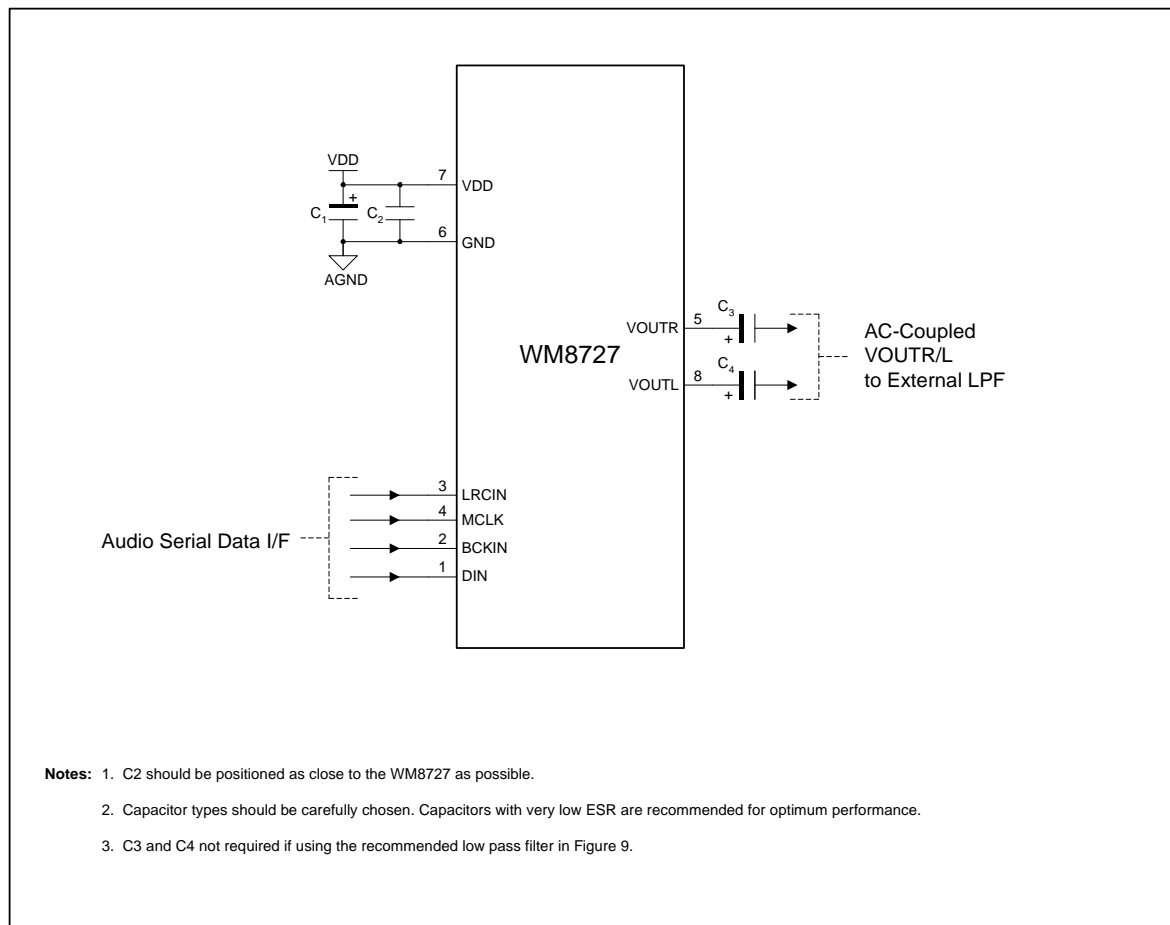 VDD
7
VDD
+
C1
C2
6
GND
AGND
WM8727
VOUTR
5
C3
+
VOUTL
8
C4
+
AC-Coupled
VOUTR/L
to External LPF
Audio Serial Data I/F
3
LRCIN
4
MCLK
2
BCKIN
1
DIN
Notes: 1. C2 should be positioned as close to the WM8727 as possible.
2. Capacitor types should be carefully chosen. Capacitors with very low ESR are recommended for optimum performance.
3. C3 and C4 not required if using the recommended low pass filter in Figure 9.